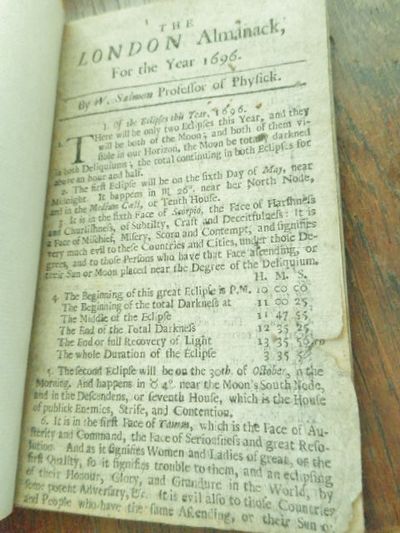 THE
LONDON Almanack,
For the Year 1696.
By W. Salmon Professor of Physick.
I. Of the Eclipses this Year, 1696.
1. THere will be only two Eclipses this Year, and they
will be both of the Moon; and both of them visible
in our Horizon, the Moon be totally darkned
in both Deliquiums; the total continuing in both Eclipses for
above an hour and half.
2. The first Eclipse will be on the sixth Day of May, near
Midnight. It happens in ♏ 26°. near her North Node,
and in the Medium Cœli, or Tenth House.
3. It is in the sixth Face of Scorpio, the Face of Harshness
and Churlishness, of Subtilty, Craft and Deceitfulness: It is
a Face of Mischief, Misery, Scorn and Contempt, and signifies
very much evil to their Countries and Cities, under those Degrees,
and to those Persons who have that Face ascending, or
their Sun or Moon placed near the Degree of the Deliquium.
H. M. S.
4. The Beginning of this great Eclipse is P.M. 10 00 00
The Beginning of the total Darkness at 11 00 25
The Middle of the Eclipse 11 47 55
The End of the Total Darkness 12 35 25
The End or full Recovery of Light 13 35 50
The whole Duration of the Eclipse 3 35 5
5. The second Eclipse will be on the 30th. of October, in the
Morning. And happens in ♉ 4°. near the Moon's South Node,
and in the Descendens, or seventh House, which is the House
of publick Enemies, Strife, and Contention.
6. It is in the first Face of Taurus, which is the Face of Austerity
and Command, the Face of Seriousness and great Resolution.
And as it signifies Women and Ladies of great, or the
first Quality, so it signifies trouble to them, and an eclipsing
of their Honour, Glory, and Grandure in the World, by
some potent Adversary, &c. It is evil also to those Countries
and People who have the same Ascending, or their Sun or